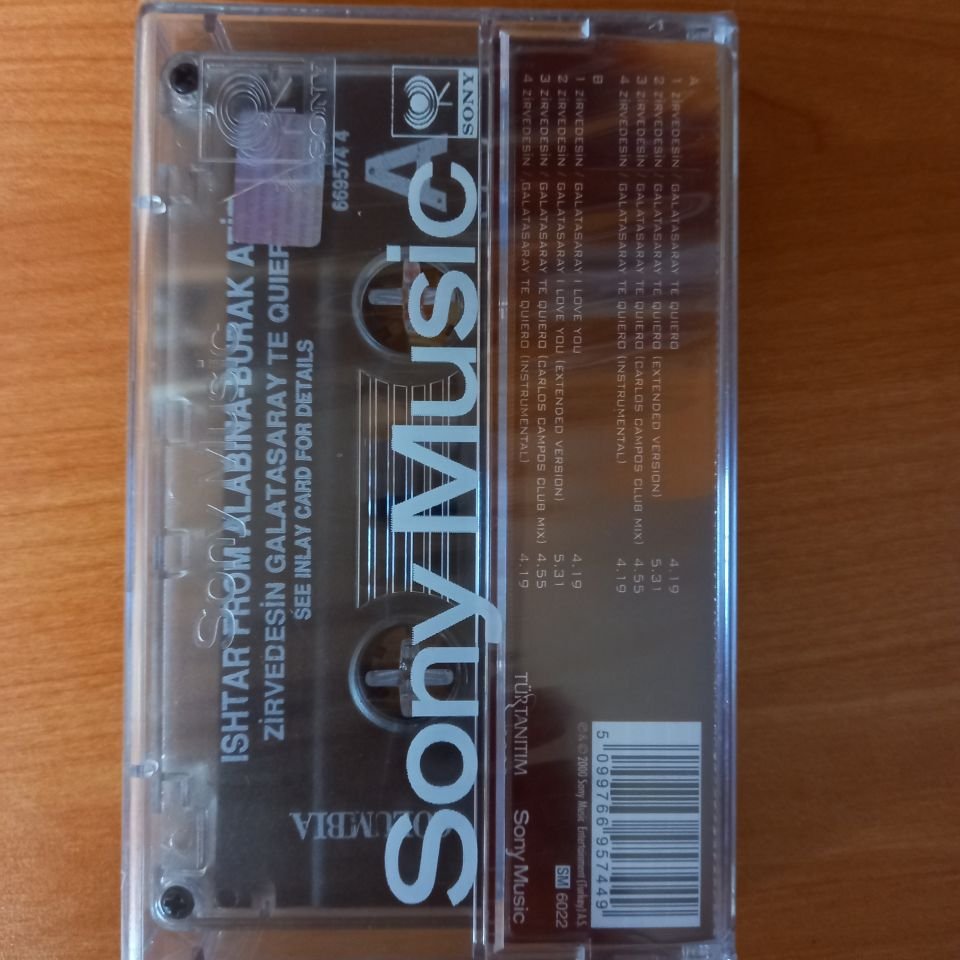 SONY
SONY
669574 4
A
ISHTAR FROM ALABINA-BURAK
ZİRVEDESİN GALATASARAY TE QUIER
SEE INLAY CARD FOR DETAILS
COLUMBIA
Sony Music
Sony Music
A
1 ZİRVEDESİN / GALATASARAY TE QUIERO 4.19
2 ZİRVEDESİN / GALATASARAY TE QUIERO (EXTENDED VERSION) 5.31
3 ZİRVEDESİN / GALATASARAY TE QUIERO (CARLOS CAMPOS CLUB MIX) 4.55
4 ZİRVEDESİN / GALATASARAY TE QUIERO (INSTRUMENTAL) 4.19
B
1 ZİRVEDESİN / GALATASARAY I LOVE YOU 4.19
2 ZİRVEDESİN / GALATASARAY I LOVE YOU (EXTENDED VERSION) 5.31
3 ZİRVEDESİN / GALATASARAY TE QUIERO (CARLOS CAMPOS CLUB MIX) 4.55
4 ZİRVEDESİN / GALATASARAY TE QUIERO (INSTRUMENTAL) 4.19
TÜRTANITIM
Sony Music
5 099766 957449
℗ & © 2000 Sony Music Entertainment (Turkey) A.S.
SM 6022